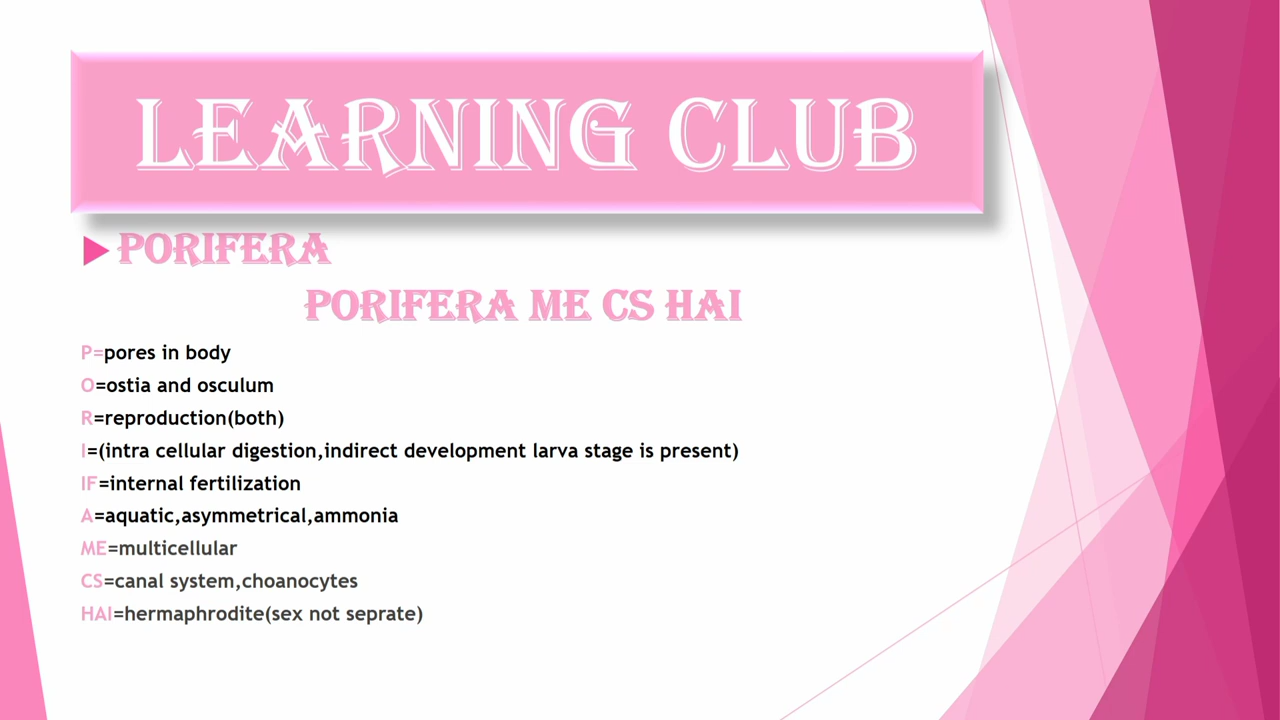 LEARNING CLUB
PORIFERA
PORIFERA ME CS HAI
P=pores in body
O=ostia and osculum
R=reproduction(both)
I=(intra cellular digestion,indirect development larva stage is present)
IF=internal fertilization
A=aquatic,asymmetrical,ammonia
ME=multicellular
CS=canal system,choanocytes
HAI=hermaphrodite(sex not seprate)